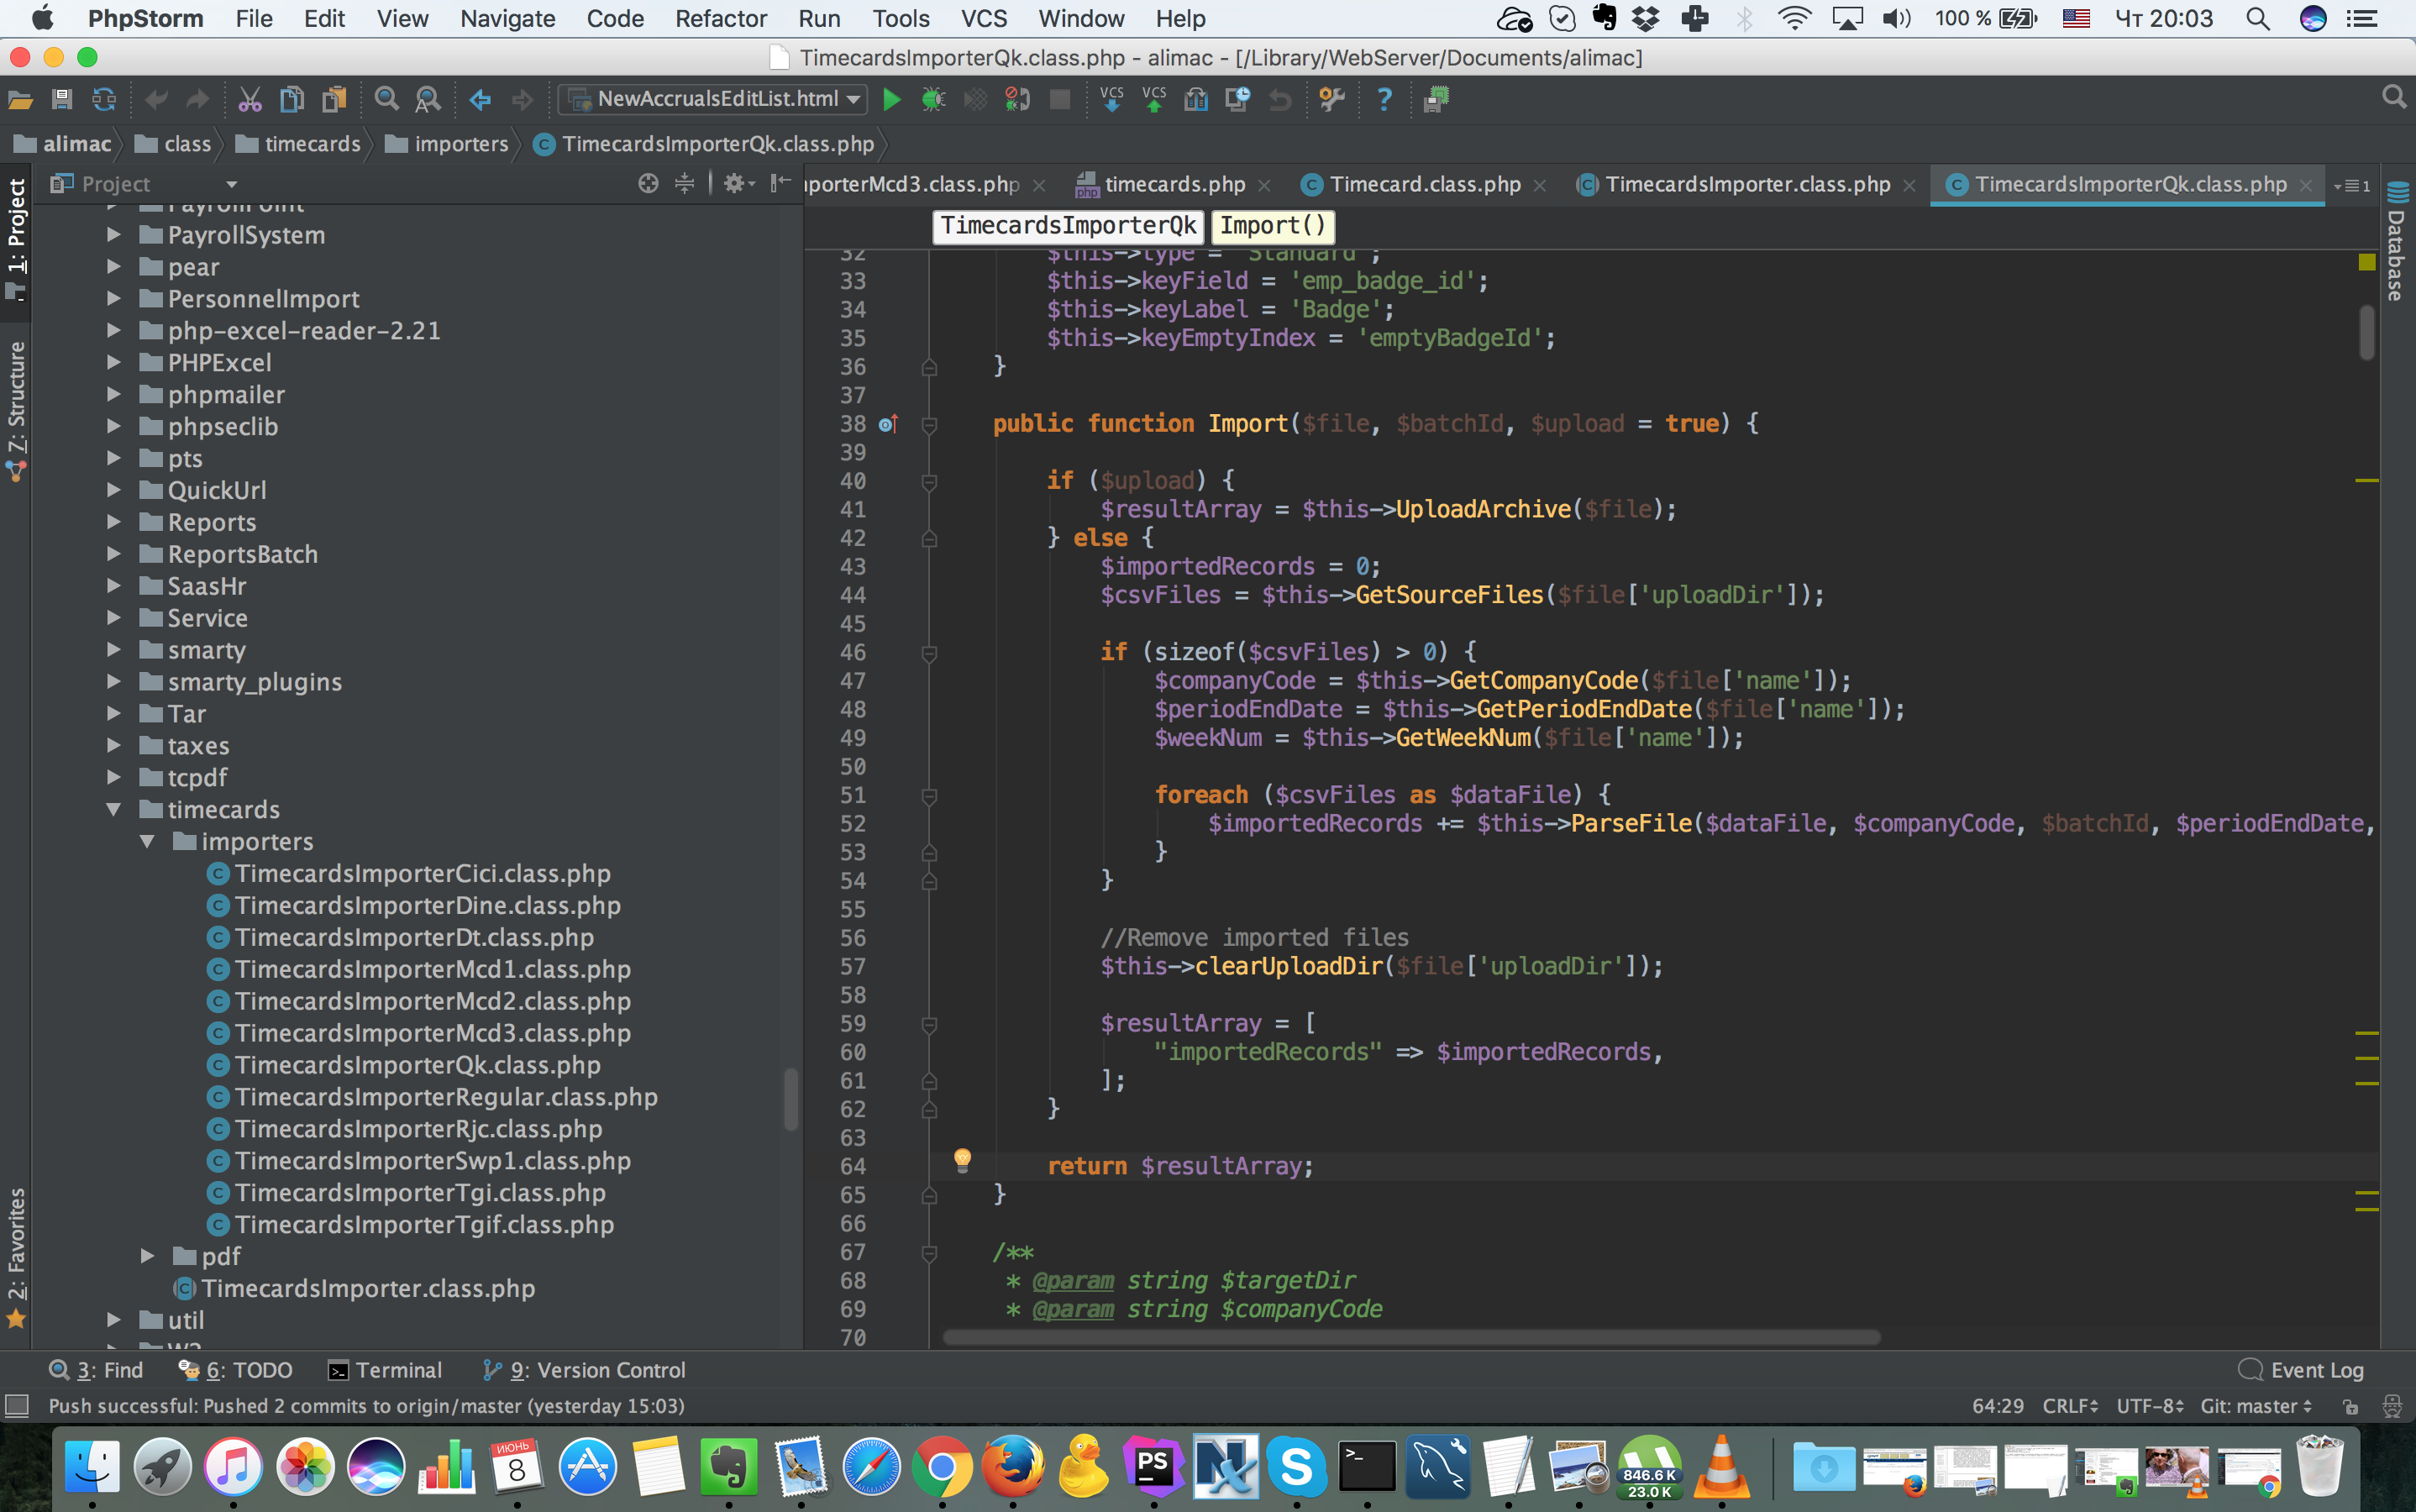 PhpStorm File Edit View Navigate Code Refactor Run Tools VCS Window Help 100 % Чт 20:03
TimecardsImporterQk.class.php - alimac - [/Library/WebServer/Documents/alimac]
NewAccrualsEditList.html VCS VCS
alimac class timecards importers TimecardsImporterQk.class.php
Project
nporterMcd3.class.php timecards.php Timecard.class.php TimecardsImporter.class.php TimecardsImporterQk.class.php 1
TimecardsImporterQk Import()
1: Project
7: Structure
2: Favorites
Database
PayrollPoint
PayrollSystem
pear
PersonnelImport
php-excel-reader-2.21
PHPExcel
phpmailer
phpseclib
pts
QuickUrl
Reports
ReportsBatch
SaasHr
Service
smarty
smarty_plugins
Tar
taxes
tcpdf
timecards
importers
TimecardsImporterCici.class.php
TimecardsImporterDine.class.php
TimecardsImporterDt.class.php
TimecardsImporterMcd1.class.php
TimecardsImporterMcd2.class.php
TimecardsImporterMcd3.class.php
TimecardsImporterQk.class.php
TimecardsImporterRegular.class.php
TimecardsImporterRjc.class.php
TimecardsImporterSwp1.class.php
TimecardsImporterTgi.class.php
TimecardsImporterTgif.class.php
pdf
TimecardsImporter.class.php
util
32 $this->type = 'Standard';
33 $this->keyField = 'emp_badge_id';
34 $this->keyLabel = 'Badge';
35 $this->keyEmptyIndex = 'emptyBadgeId';
36 }
37
38 public function Import($file, $batchId, $upload = true) {
39
40 if ($upload) {
41 $resultArray = $this->UploadArchive($file);
42 } else {
43 $importedRecords = 0;
44 $csvFiles = $this->GetSourceFiles($file['uploadDir']);
45
46 if (sizeof($csvFiles) > 0) {
47 $companyCode = $this->GetCompanyCode($file['name']);
48 $periodEndDate = $this->GetPeriodEndDate($file['name']);
49 $weekNum = $this->GetWeekNum($file['name']);
50
51 foreach ($csvFiles as $dataFile) {
52 $importedRecords += $this->ParseFile($dataFile, $companyCode, $batchId, $periodEndDate,
53 }
54 }
55
56 //Remove imported files
57 $this->clearUploadDir($file['uploadDir']);
58
59 $resultArray = [
60 "importedRecords" => $importedRecords,
61 ];
62 }
63
64 return $resultArray;
65 }
66
67 /**
68 * @param string $targetDir
69 * @param string $companyCode
70
3: Find 6: TODO Terminal 9: Version Control Event Log
Push successful: Pushed 2 commits to origin/master (yesterday 15:03) 64:29 CRLF UTF-8 Git: master
ИЮНЬ
8
PS
846.6 K
23.0 K